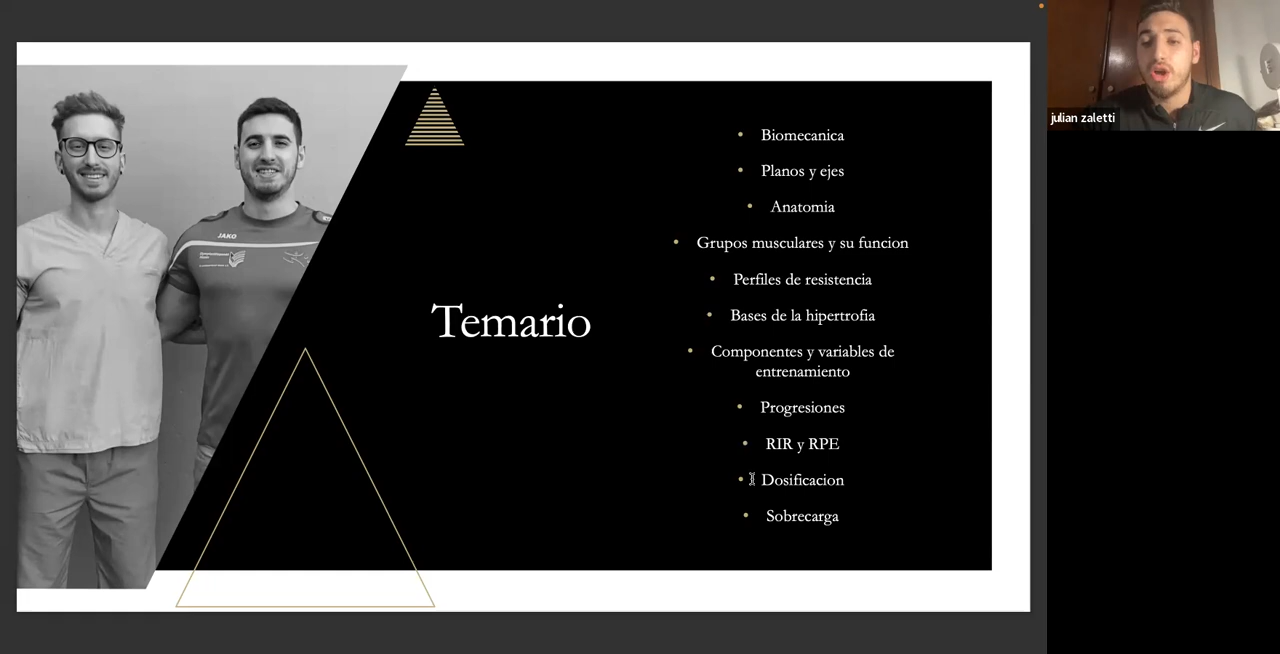 Temario
• Biomecanica
• Planos y ejes
• Anatomia
• Grupos musculares y su funcion
• Perfiles de resistencia
• Bases de la hipertrofia
• Componentes y variables de
entrenamiento
• Progresiones
• RIR y RPE
• Dosificacion
• Sobrecarga
JAKO
julian zaletti